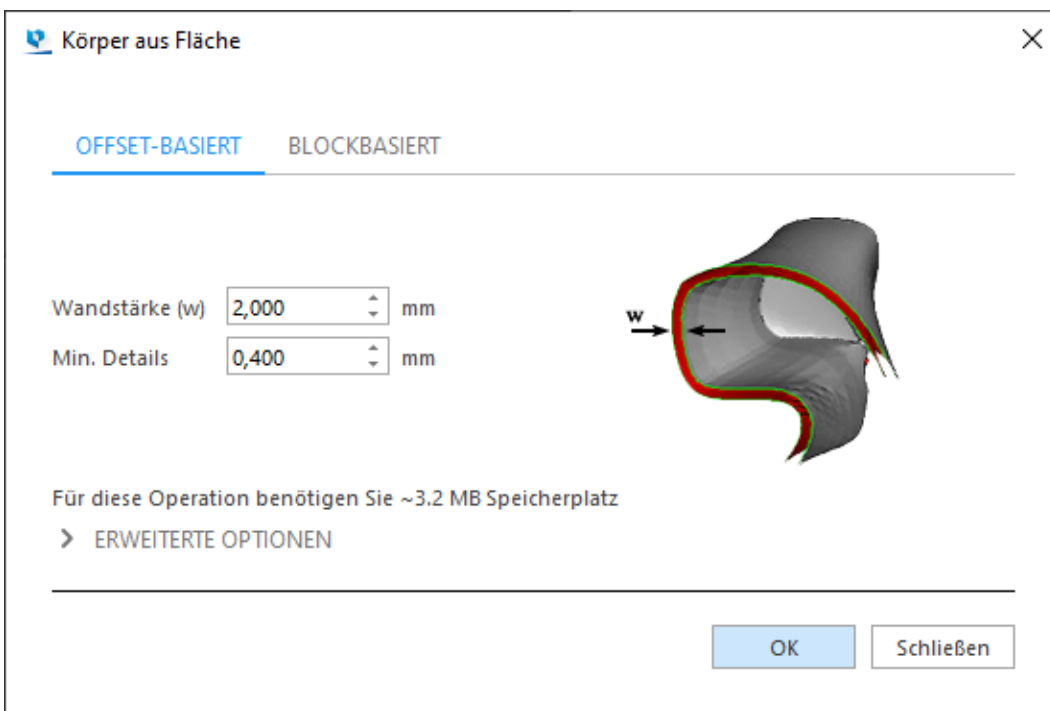 Körper aus Fläche
OFFSET-BASIERT BLOCKBASIERT
Wandstärke (w) 2,000 mm
w
Min. Details 0,400 mm
Für diese Operation benötigen Sie ~3.2 MB Speicherplatz
ERWEITERTE OPTIONEN
OK Schließen